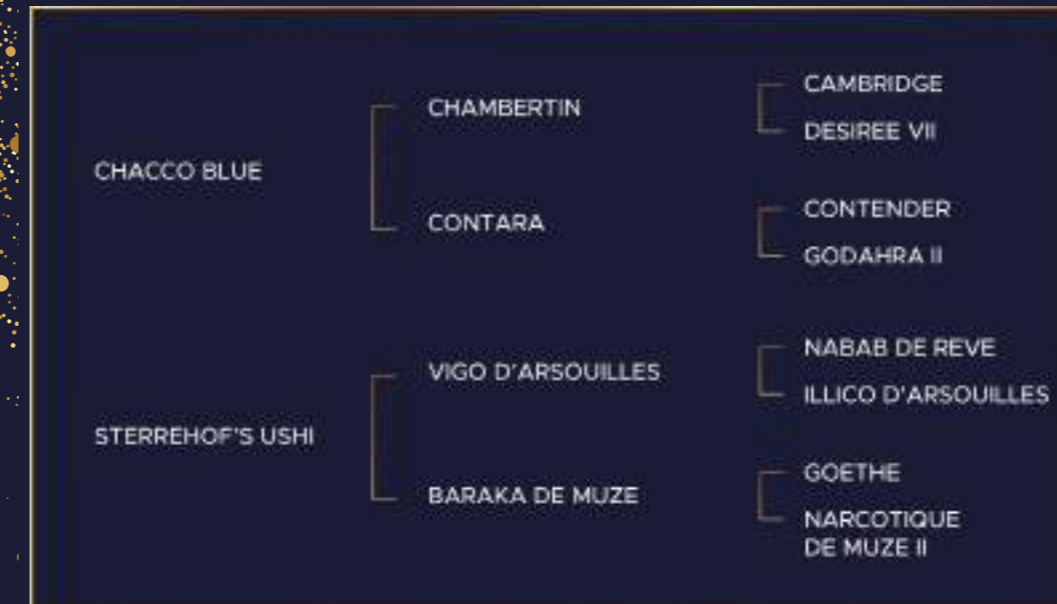 CHACCO BLUE
CHAMBERTIN
CAMBRIDGE
DESIREE VII
CONTARA
CONTENDER
GODAHRA II
STERREHOF'S USHI
VIGO D'ARSOUILLES
NABAB DE REVE
ILLICO D'ARSOUILLES
BARAKA DE MUZE
GOETHE
NARCOTIQUE
DE MUZE II